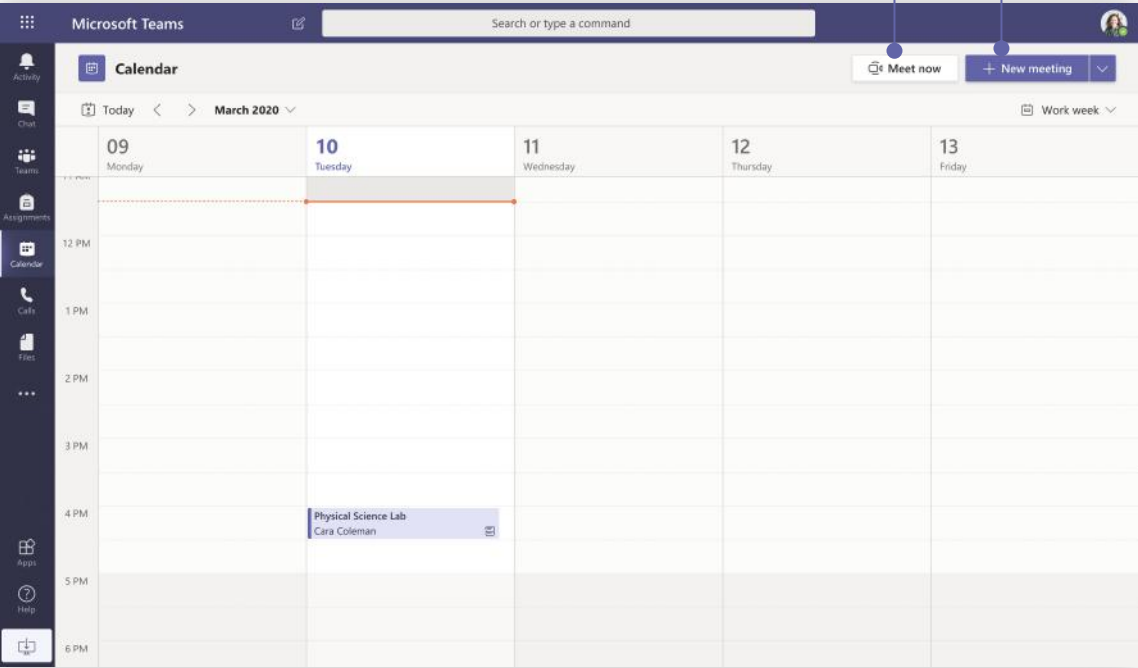 Microsoft Teams
Search or type a command
Activity
Calendar
Meet now
New meeting
Chat
Today
March 2020
Work week
Teams
09
10
11
12
13
Monday
Tuesday
Wednesday
Thursday
Friday
Assignments
12 PM
Calendar
Calls
1 PM
Files
2 PM
3 PM
4 PM
Physical Science Lab
Cara Coleman
Apps
5 PM
Help
6 PM